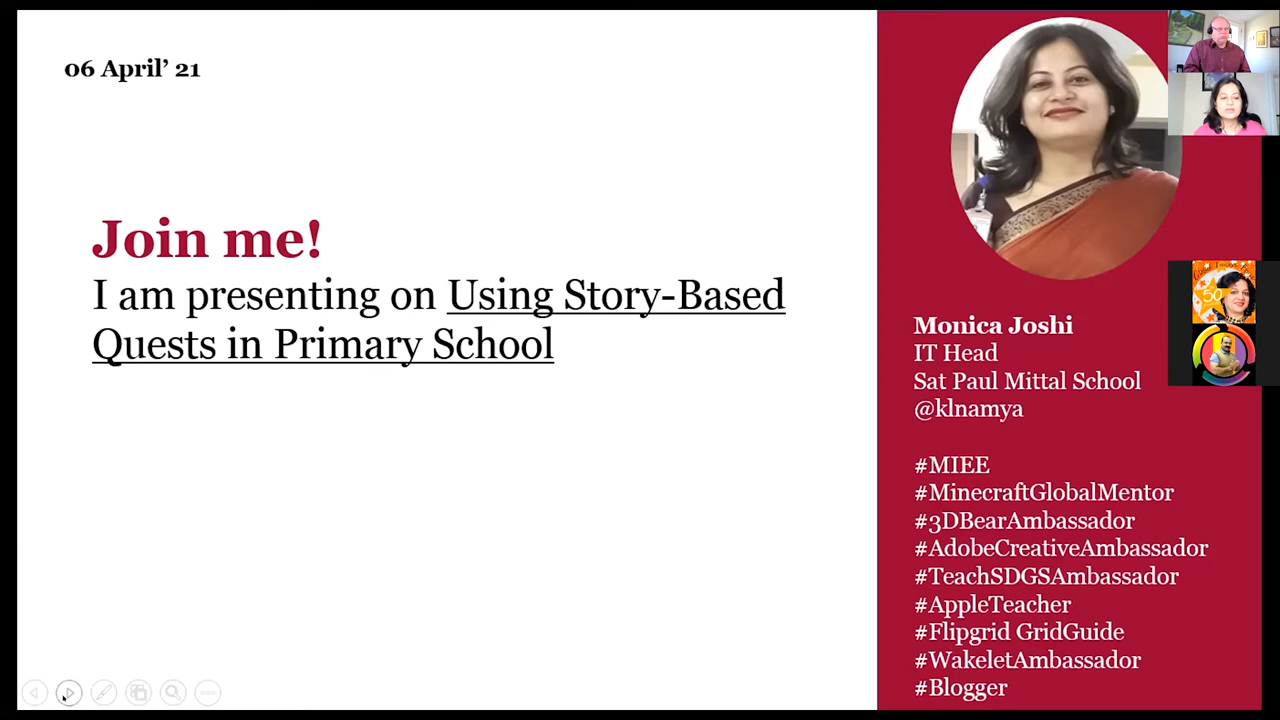 06 April’ 21
Join me!
I am presenting on Using Story-Based
Quests in Primary School
Monica Joshi
IT Head
Sat Paul Mittal School
@klnamya
#MIEE
#MinecraftGlobalMentor
#3DBearAmbassador
#AdobeCreativeAmbassador
#TeachSDGSAmbassador
#AppleTeacher
#Flipgrid GridGuide
#WakeletAmbassador
#Blogger
50